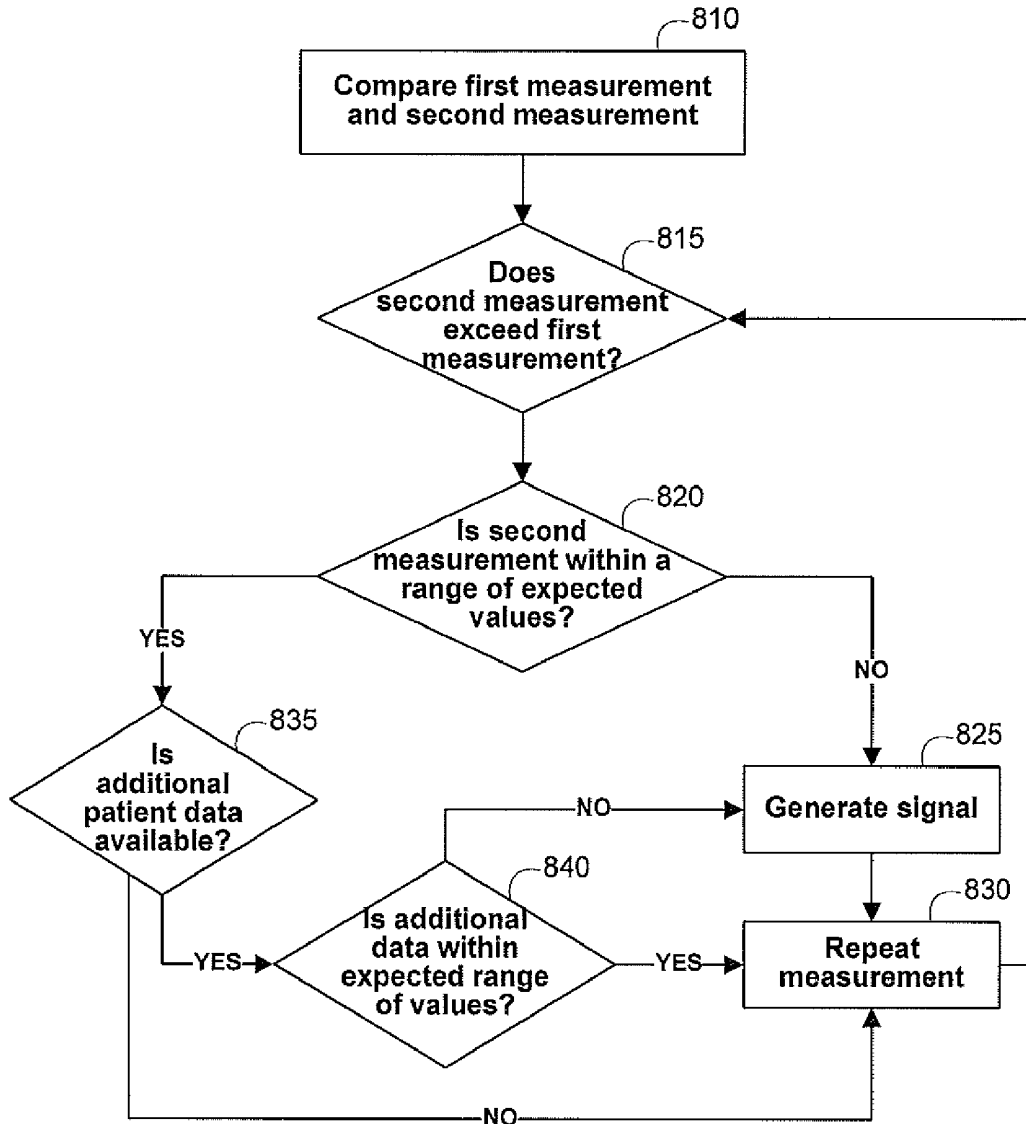 810
Compare first measurement
and second measurement
815
Does
second measurement
exceed first
measurement?
820
Is second
measurement within a
range of expected
values?
YES
NO
835
Is
additional
patient data
available?
825
Generate signal
NO
840
Is additional
data within
expected range
of values?
YES
YES
830
Repeat
measurement
NO